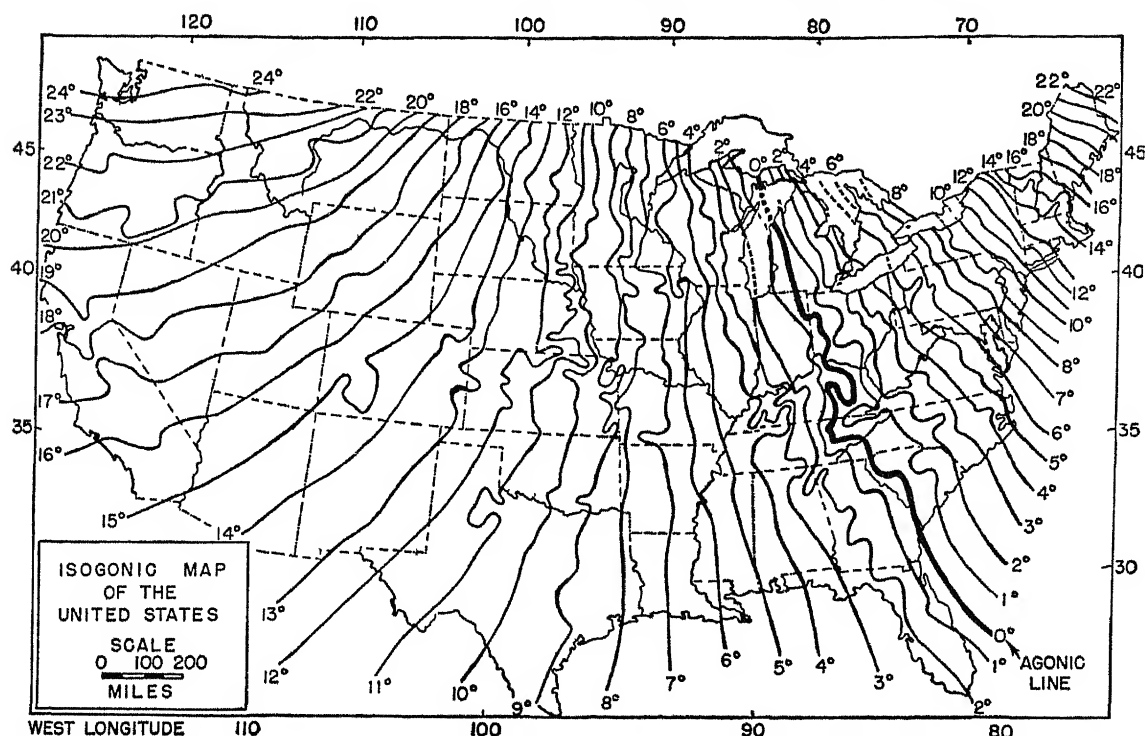 120 110 100 90 80 70
24° 24° 22° 20° 18° 16° 14° 12° 10° 8° 6° 4° 2° 0° 2° 4° 6° 8° 10° 12° 14° 16° 18° 20° 22° 22°
23°
45 22° 45
18°
16°
21°
14°
20°
40 19° 40
12°
18° 10°
8°
17° 7°
35 16° 6° 35
5°
4°
15° 3°
14° 2°
30
ISOGONIC MAP
OF THE
UNITED STATES
SCALE
0 100 200
MILES
13° 1°
0°
12° 11° 10° 9° 8° 7° 6° 5° 4° 3° 2° 1°
AGONIC
LINE
WEST LONGITUDE 110 100 90 80